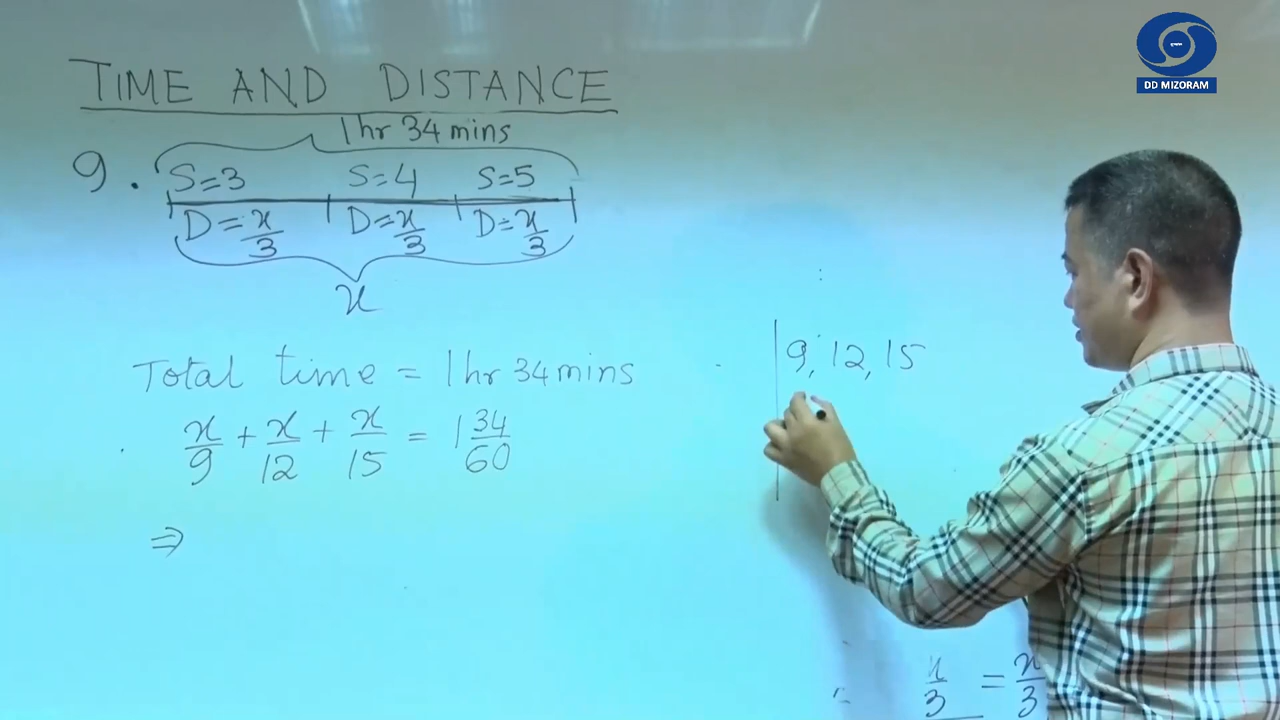 DD MIZORAM
TIME AND DISTANCE
1 hr 34 mins
9. S=3 S=4 S=5
D=x/3 D=x/3 D=x/3
x
Total time = 1 hr 34 mins
x/9 + x/12 + x/15 = 1 34/60
⇒
9, 12, 15
x/3 = x/3